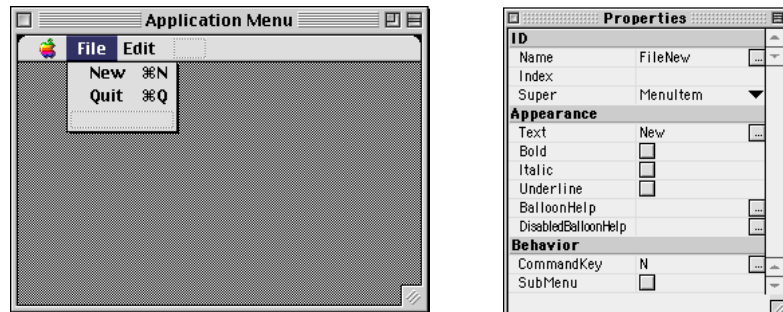 Application Menu
File Edit
New ⌘N
Quit ⌘Q
Properties
ID
Name FileNew ...
Index
Super MenuItem
Appearance
Text New ...
Bold
Italic
Underline
BalloonHelp ...
DisabledBalloonHelp ...
Behavior
CommandKey N ...
SubMenu